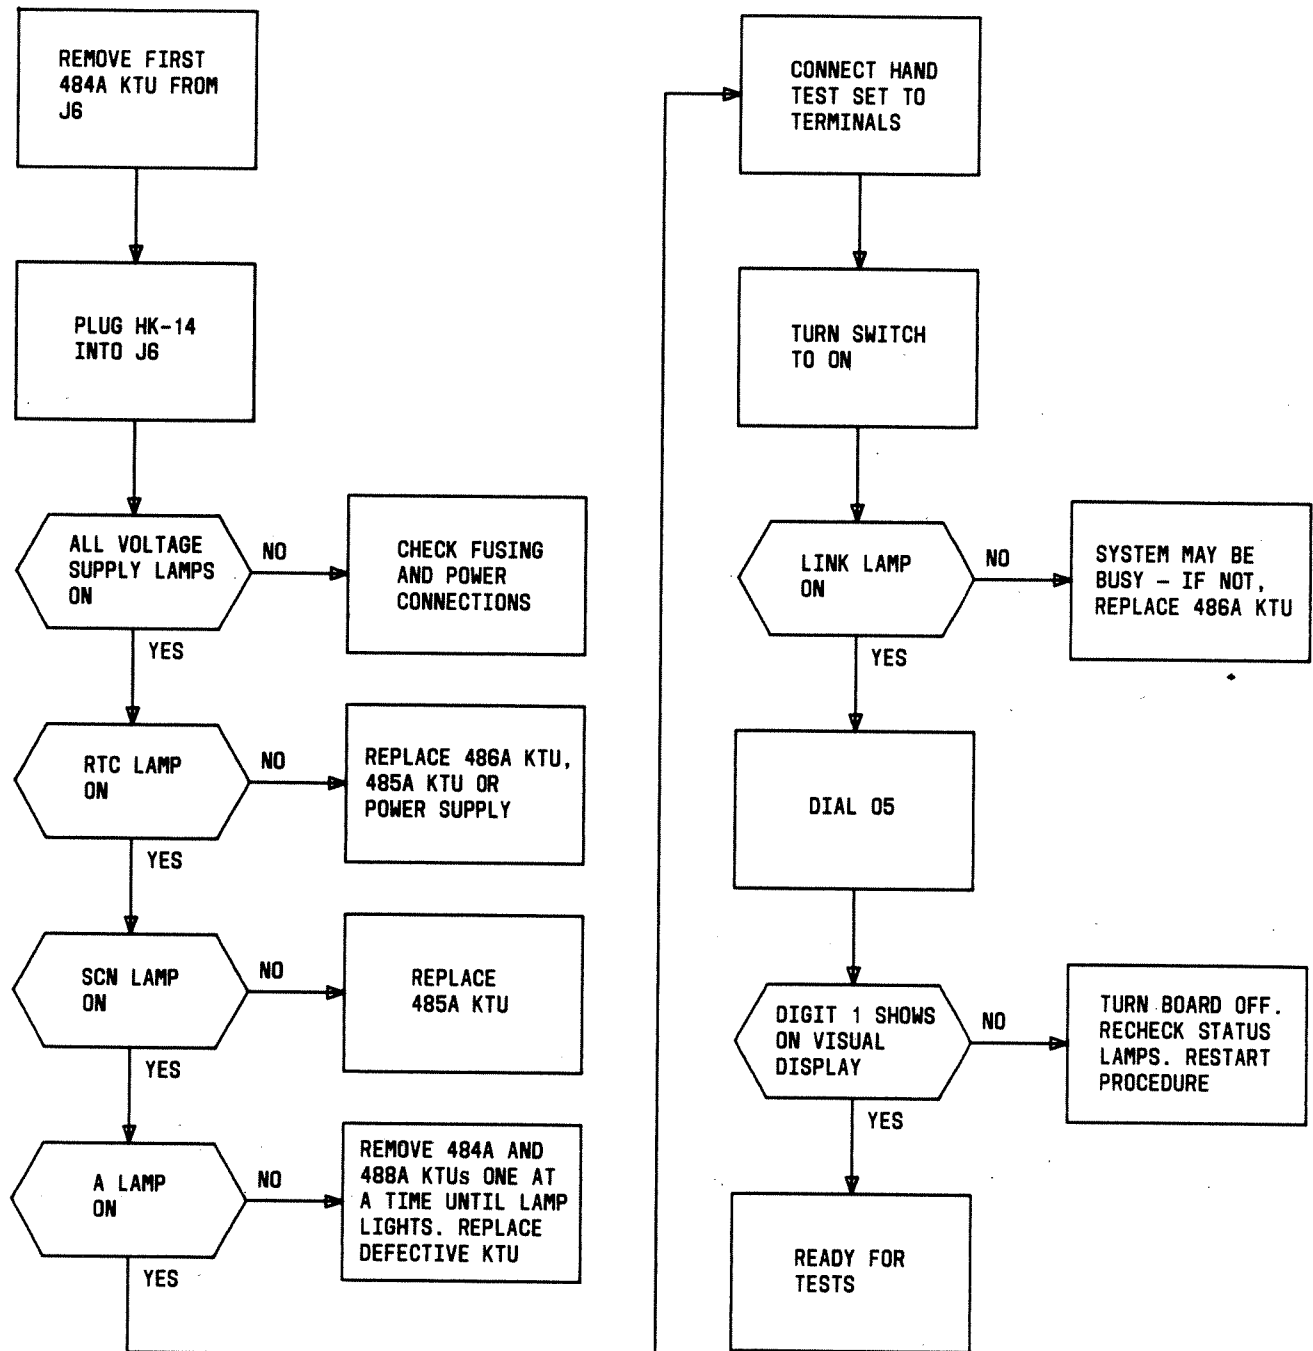 REMOVE FIRST
484A KTU FROM
J6
PLUG HK-14
INTO J6
ALL VOLTAGE
SUPPLY LAMPS
ON
NO
CHECK FUSING
AND POWER
CONNECTIONS
YES
RTC LAMP
ON
NO
REPLACE 486A KTU,
485A KTU OR
POWER SUPPLY
YES
SCN LAMP
ON
NO
REPLACE
485A KTU
YES
A LAMP
ON
NO
REMOVE 484A AND
488A KTUs ONE AT
A TIME UNTIL LAMP
LIGHTS. REPLACE
DEFECTIVE KTU
YES
CONNECT HAND
TEST SET TO
TERMINALS
TURN SWITCH
TO ON
LINK LAMP
ON
NO
SYSTEM MAY BE
BUSY – IF NOT,
REPLACE 486A KTU
YES
DIAL 05
DIGIT 1 SHOWS
ON VISUAL
DISPLAY
NO
TURN BOARD OFF.
RECHECK STATUS
LAMPS. RESTART
PROCEDURE
YES
READY FOR
TESTS